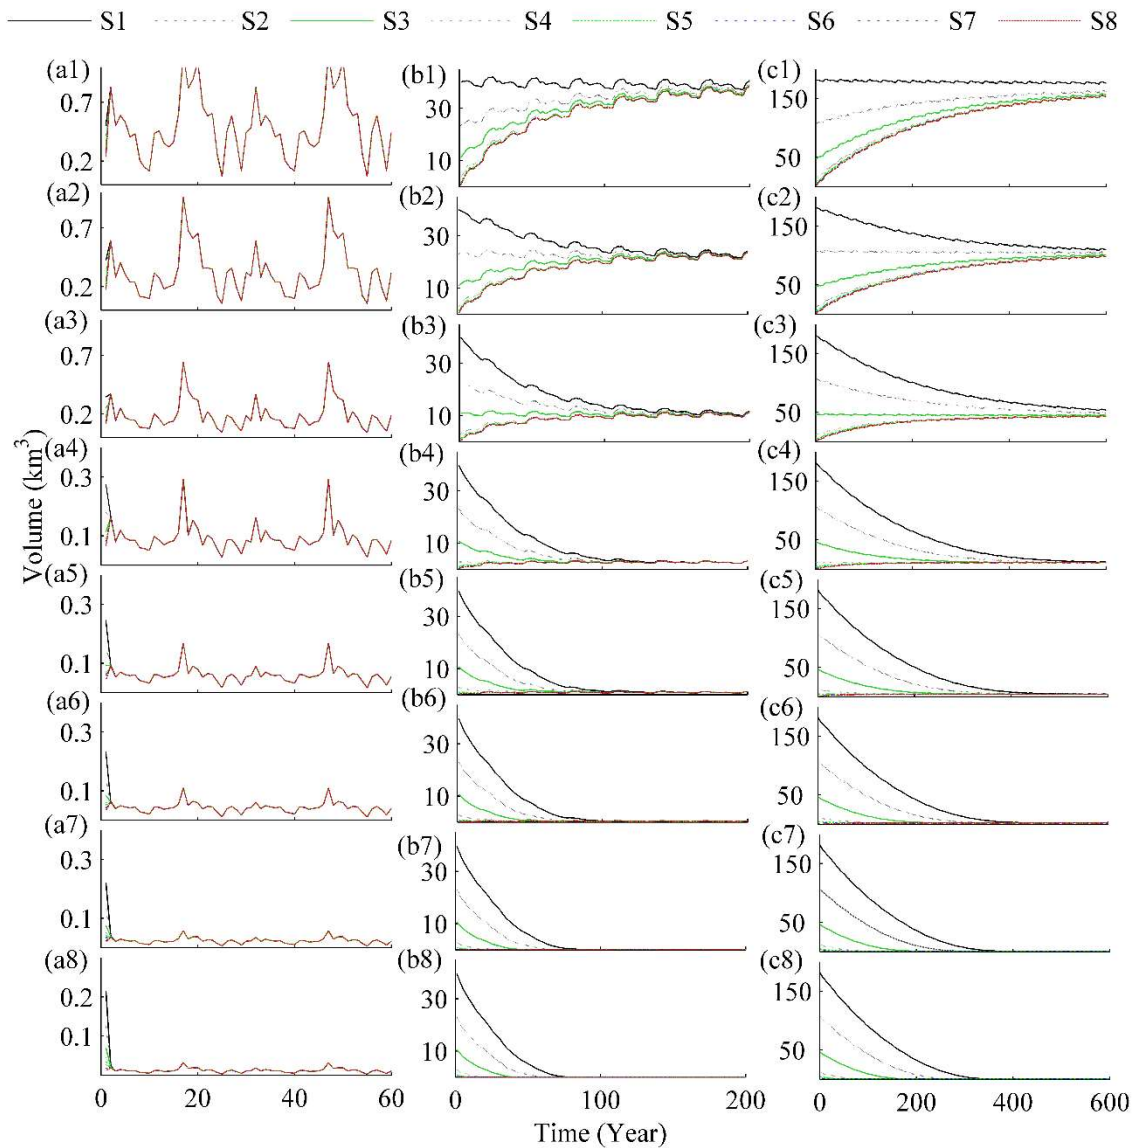 S1 S2 S3 S4 S5 S6 S7 S8
(a1) (b1) (c1)
0.7 30 150
0.2 10 50
(a2) (b2) (c2)
0.7 30 150
0.2 10 50
(a3) (b3) (c3)
0.7 30 150
0.2 10 50
(a4) (b4) (c4)
0.3 30 150
0.1 10 50
(a5) (b5) (c5)
0.3 30 150
0.1 10 50
(a6) (b6) (c6)
0.3 30 150
0.1 10 50
(a7) (b7) (c7)
0.3 30 150
0.1 10 50
(a8) (b8) (c8)
0.2 30 150
0.1 10 50
0 20 40 60 0 100 200 0 200 400 600
Volume (km³)
Time (Year)